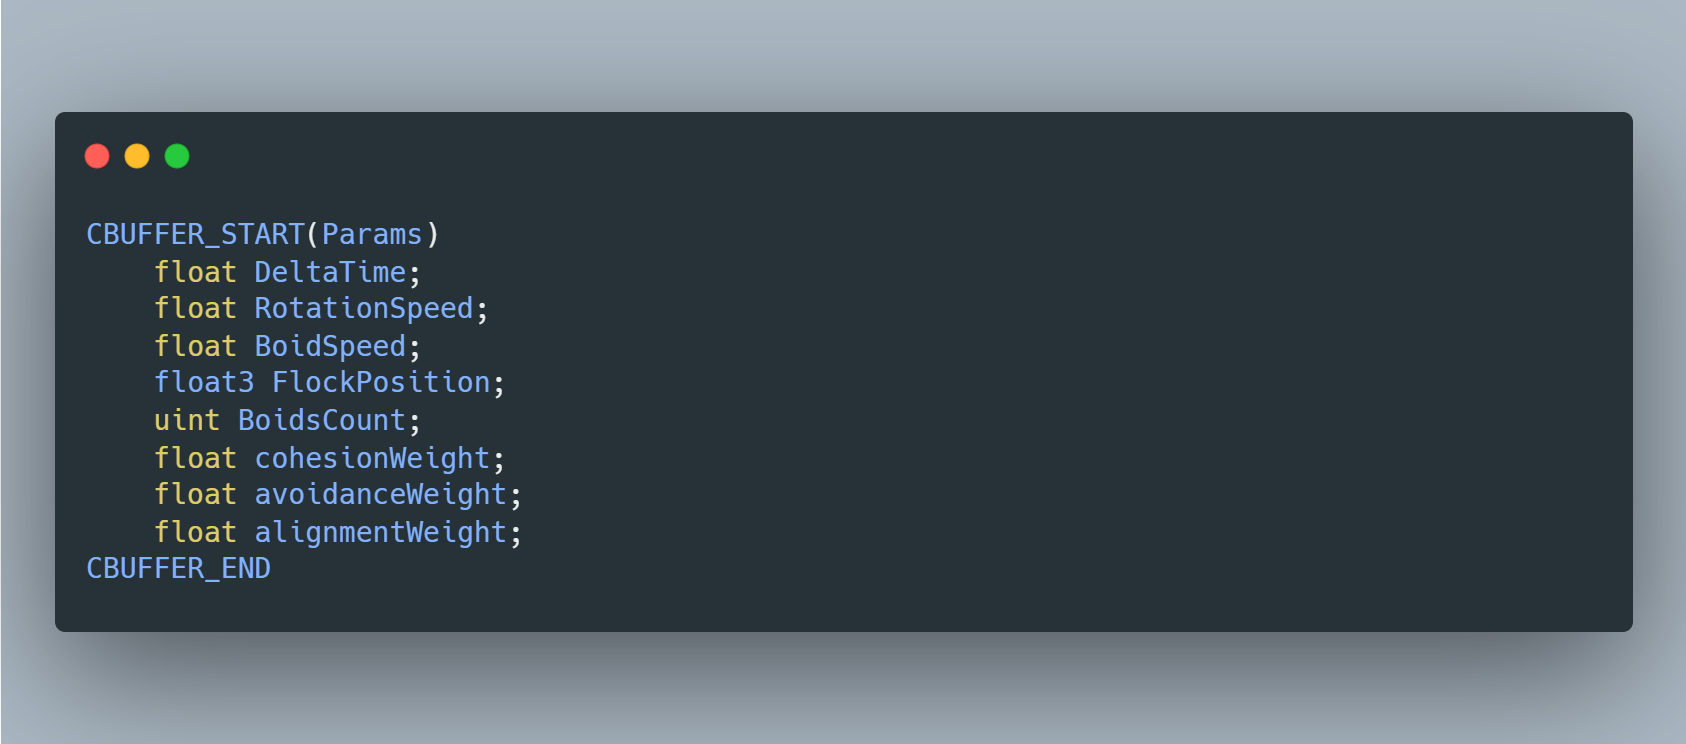 CBUFFER_START(Params)
    float DeltaTime;
    float RotationSpeed;
    float BoidSpeed;
    float3 FlockPosition;
    uint BoidsCount;
    float cohesionWeight;
    float avoidanceWeight;
    float alignmentWeight;
CBUFFER_END